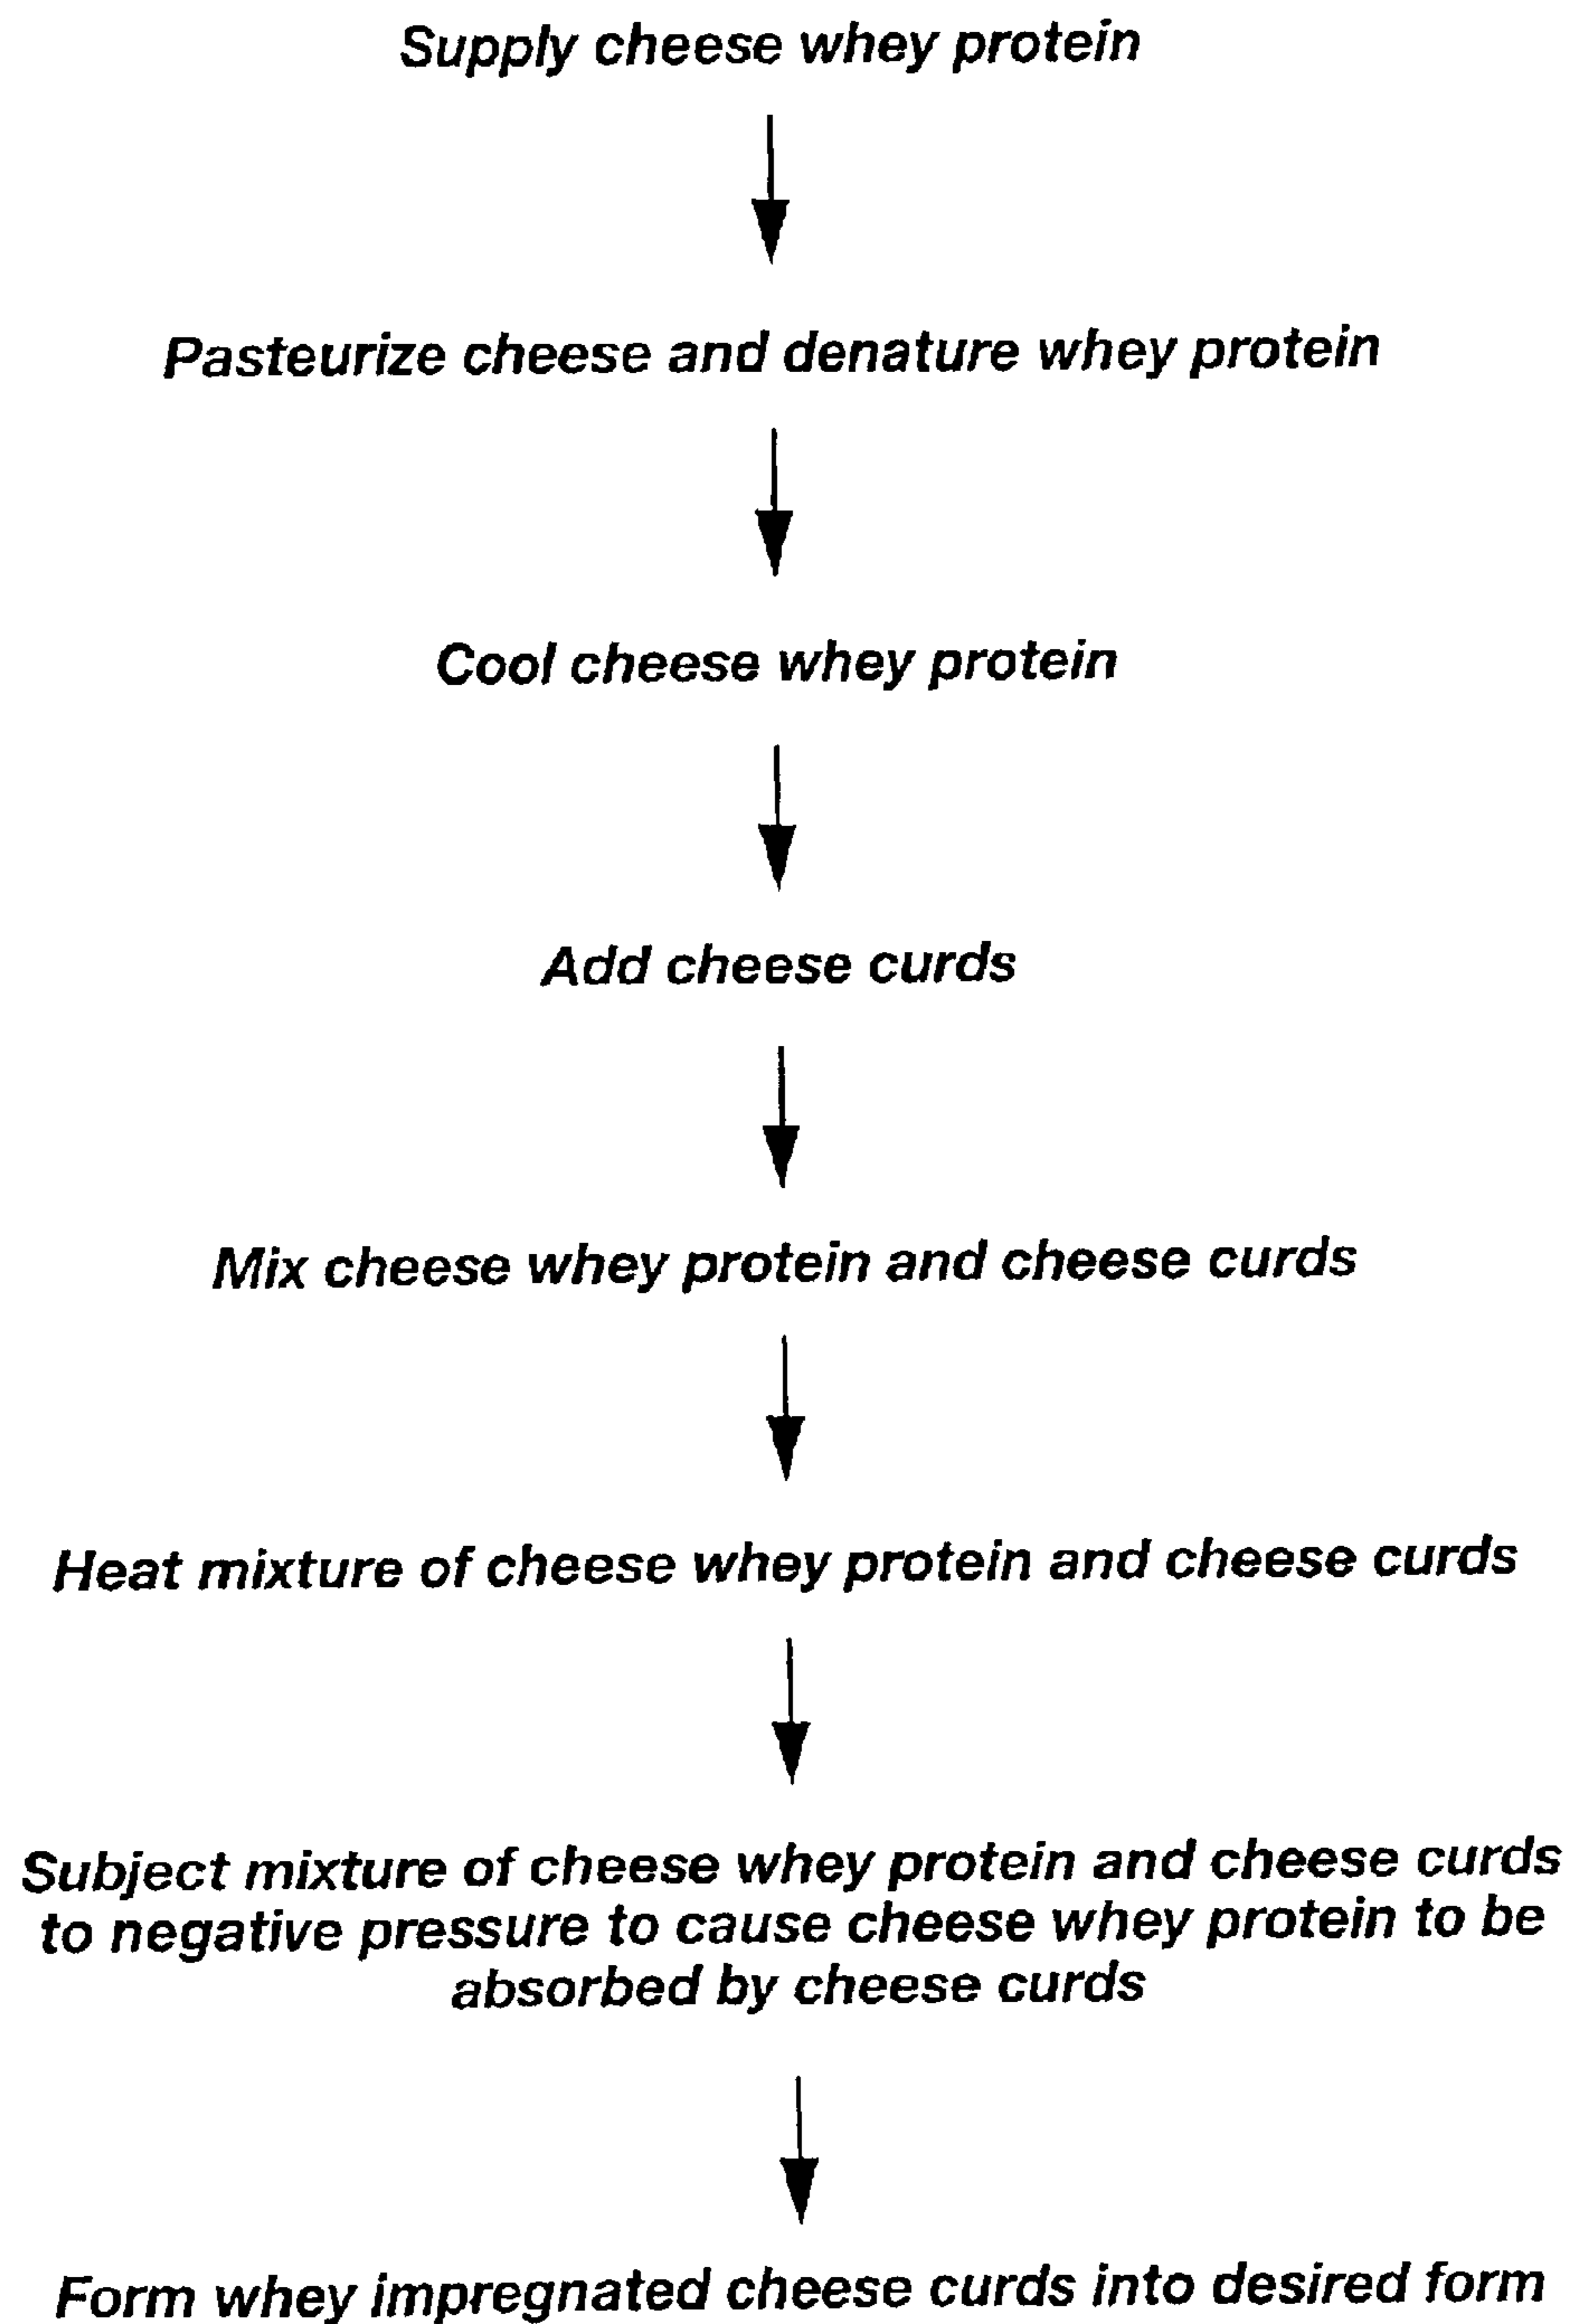 Supply cheese whey protein
Pasteurize cheese and denature whey protein
Cool cheese whey protein
Add cheese curds
Mix cheese whey protein and cheese curds
Heat mixture of cheese whey protein and cheese curds
Subject mixture of cheese whey protein and cheese curds
to negative pressure to cause cheese whey protein to be
absorbed by cheese curds
Form whey impregnated cheese curds into desired form